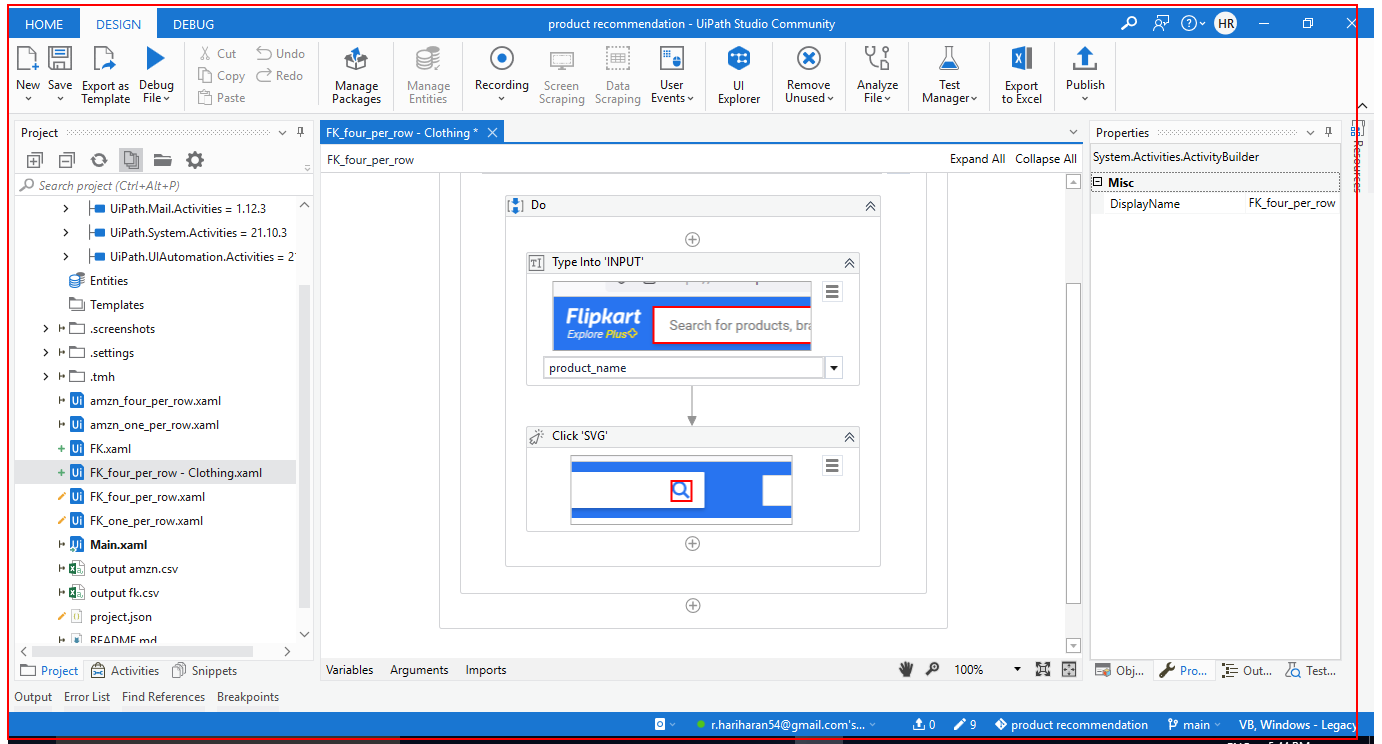 HOME DESIGN DEBUG product recommendation - UiPath Studio Community HR
New Save Export as Template Debug File Cut Copy Paste Undo Redo Manage Packages Manage Entities Recording Screen Scraping Data Scraping User Events UI Explorer Remove Unused Analyze File Test Manager Export to Excel Publish
Project
Search project (Ctrl+Alt+P)
UiPath.Mail.Activities = 1.12.3
UiPath.System.Activities = 21.10.3
UiPath.UIAutomation.Activities = 2
Entities
Templates
.screenshots
.settings
.tmh
amzn_four_per_row.xaml
amzn_one_per_row.xaml
FK.xaml
FK_four_per_row - Clothing.xaml
FK_four_per_row.xaml
FK_one_per_row.xaml
Main.xaml
output amzn.csv
output fk.csv
project.json
README.md
Project Activities Snippets
FK_four_per_row - Clothing *
FK_four_per_row Expand All Collapse All
Do
Type Into 'INPUT'
Flipkart
Explore Plus
Search for products, bra
product_name
Click 'SVG'
Variables Arguments Imports 100%
Properties
System.Activities.ActivityBuilder
Misc
DisplayName FK_four_per_row
Resources
Obj... Pro... Out... Test...
Output Error List Find References Breakpoints
r.hariharan54@gmail.com's... 0 9 product recommendation main VB, Windows - Legacy